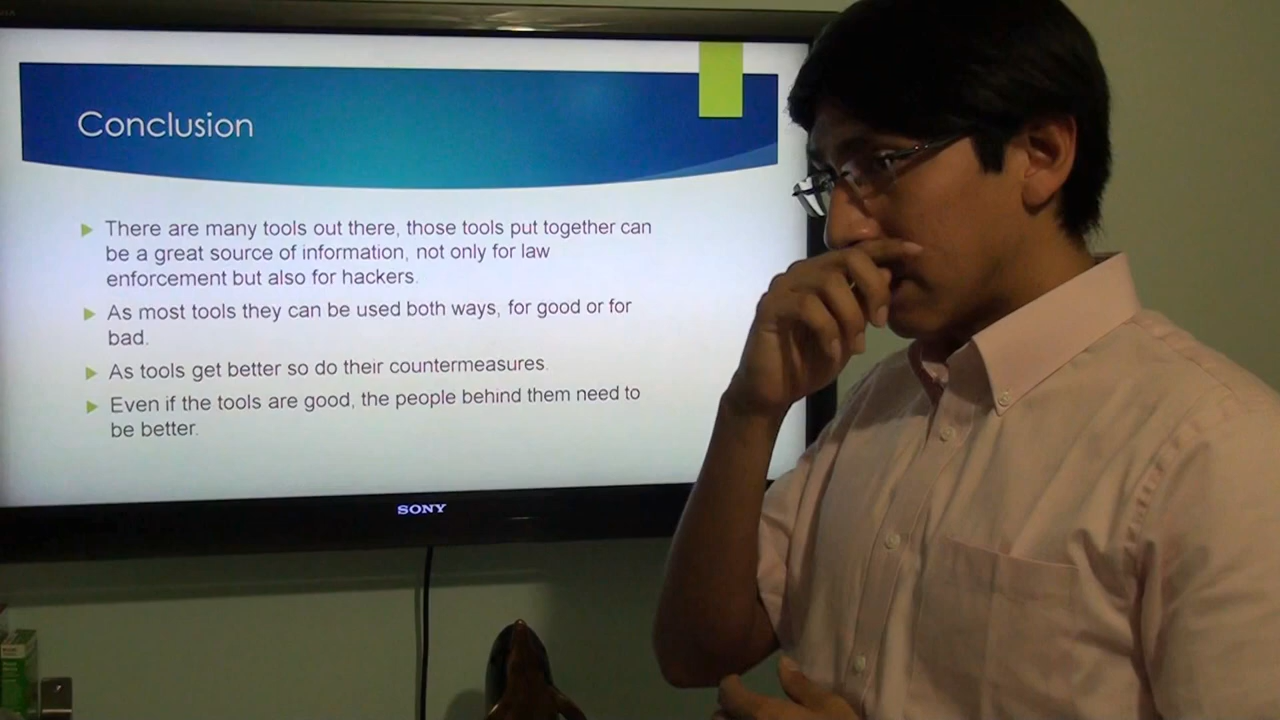 Conclusion
There are many tools out there, those tools put together can
be a great source of information, not only for law
enforcement but also for hackers.
As most tools they can be used both ways, for good or for
bad.
As tools get better so do their countermeasures.
Even if the tools are good, the people behind them need to
be better.
SONY